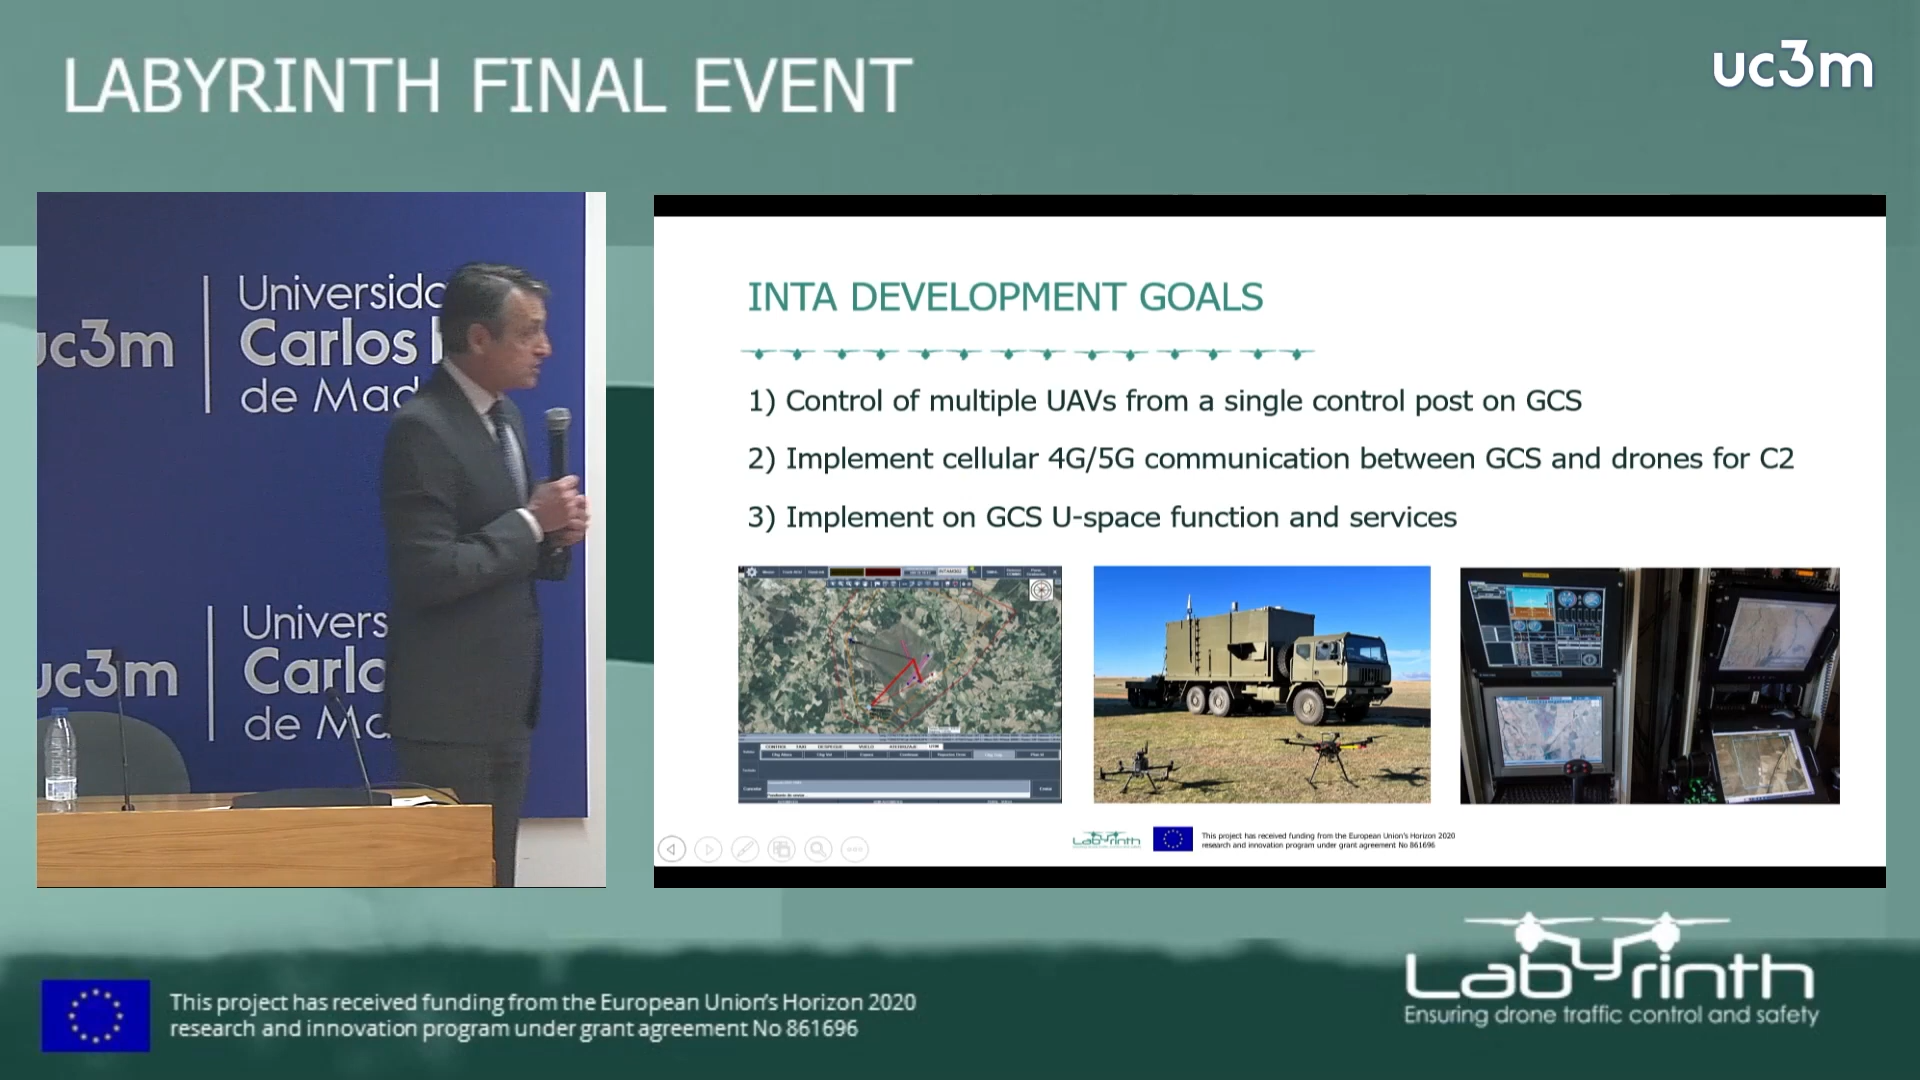 LABYRINTH FINAL EVENT
uc3m
uc3m
Universida
Carlos
de Mad
uc3m
Univers
Carlo
de Ma
INTA DEVELOPMENT GOALS
1) Control of multiple UAVs from a single control post on GCS
2) Implement cellular 4G/5G communication between GCS and drones for C2
3) Implement on GCS U-space function and services
Labyrinth
This project has received funding from the European Union's Horizon 2020
research and innovation program under grant agreement No 861696
This project has received funding from the European Union's Horizon 2020
research and innovation program under grant agreement No 861696
Labyrinth
Ensuring drone traffic control and safety